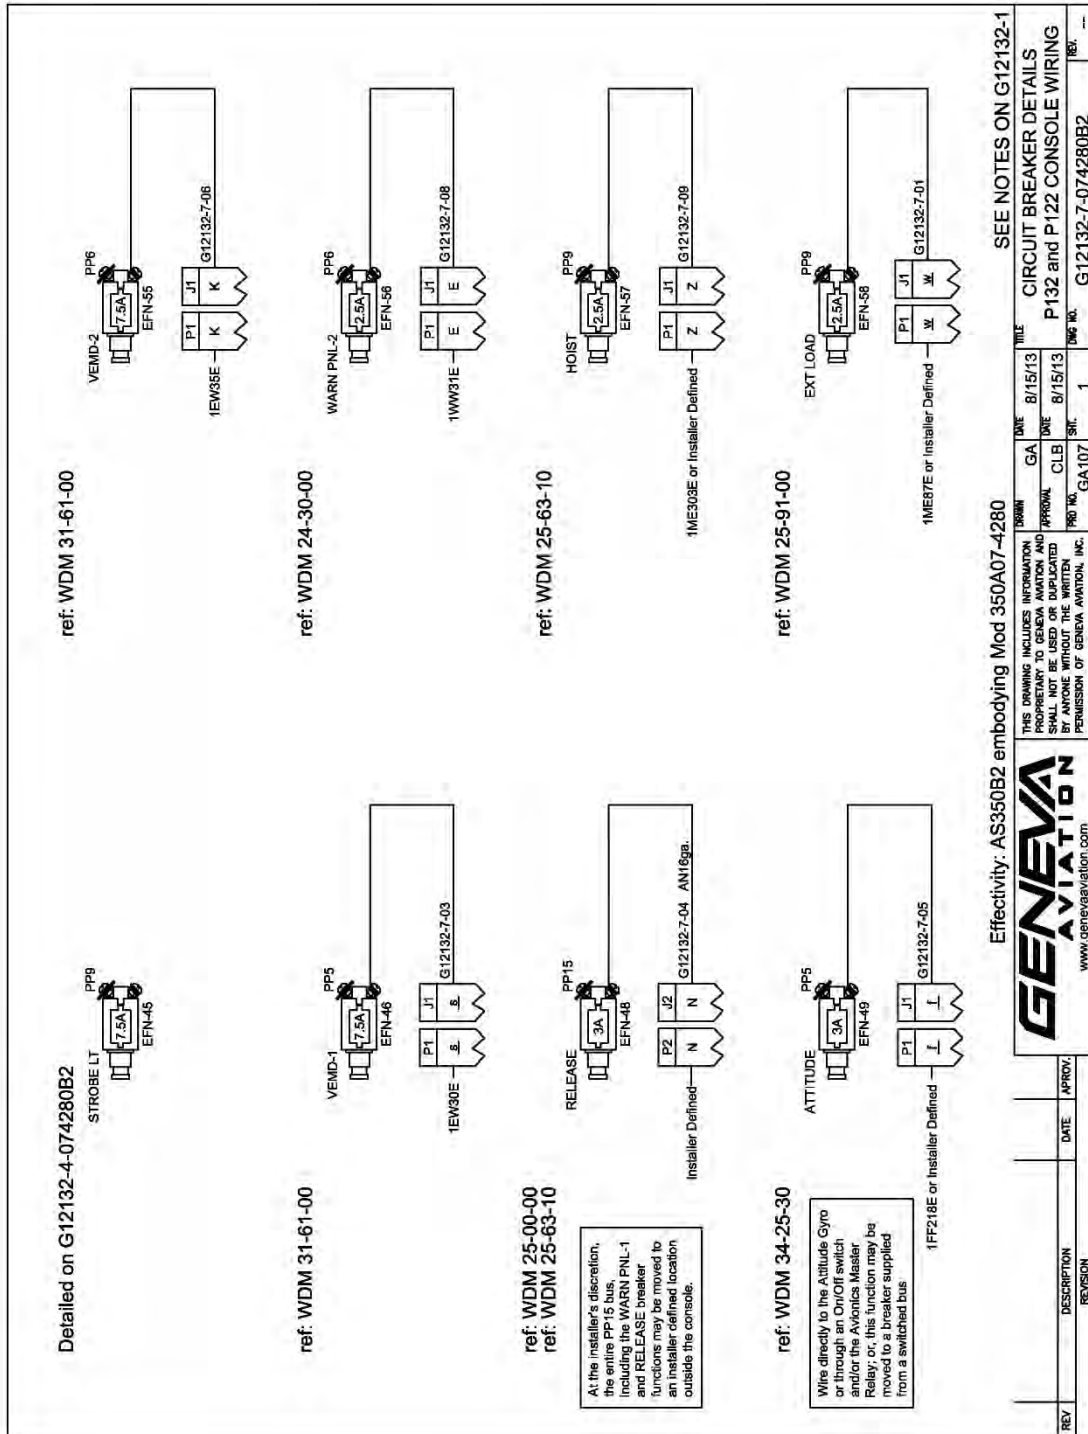 Detailed on G12132-4-074280B2
STROBE LT
PP9
7.5A
EFN-45
ref: WDM 31-61-00
VEMD-2
PP6
7.5A
EFN-55
P1
J1
K
K
G12132-7-06
1EW35E
ref: WDM 31-61-00
VEMD-1
PP5
7.5A
EFN-46
P1
J1
s
s
G12132-7-03
1EW30E
ref: WDM 24-30-00
WARN PNL-2
PP6
2.5A
EFN-56
P1
J1
E
E
G12132-7-08
1WW31E
ref: WDM 25-00-00
ref: WDM 25-63-10
At the installer's discretion,
the entire PP15 bus,
including the WARN PNL-1
and RELEASE breaker
functions may be moved to
an installer defined location
outside the console.
RELEASE
PP15
3A
EFN-48
P2
J2
N
N
G12132-7-04 AN16ga.
Installer Defined
ref: WDM 25-63-10
HOIST
PP9
2.5A
EFN-57
P1
J1
Z
Z
G12132-7-09
1ME303E or Installer Defined
ref: WDM 34-25-30
Wire directly to the Attitude Gyro
or through an On/Off switch
and/or the Avionics Master
Relay; or, this function may be
moved to a breaker supplied
from a switched bus
ATTITUDE
PP5
3A
EFN-49
P1
J1
f
f
G12132-7-05
1FF218E or Installer Defined
ref: WDM 25-91-00
EXT LOAD
PP9
2.5A
EFN-58
P1
J1
w
w
G12132-7-01
1ME87E or Installer Defined
Effectivity: AS350B2 embodying Mod 350A07-4280
SEE NOTES ON G12132-1
REV
DESCRIPTION
DATE
APROV.
REVISION
GENEVA
AVIATION
www.genevaaviation.com
THIS DRAWING INCLUDES INFORMATION
PROPRIETARY TO GENEVA AVIATION AND
SHALL NOT BE USED OR DUPLICATED
BY ANYONE WITHOUT THE WRITTEN
PERMISSION OF GENEVA AVIATION, INC.
DRAWN
GA
DATE
8/15/13
APPROVAL
CLB
DATE
8/15/13
PRO NO.
GA107
SHT.
1
TITLE
CIRCUIT BREAKER DETAILS
P132 and P122 CONSOLE WIRING
DWG NO.
G12132-7-074280B2
REV.
--